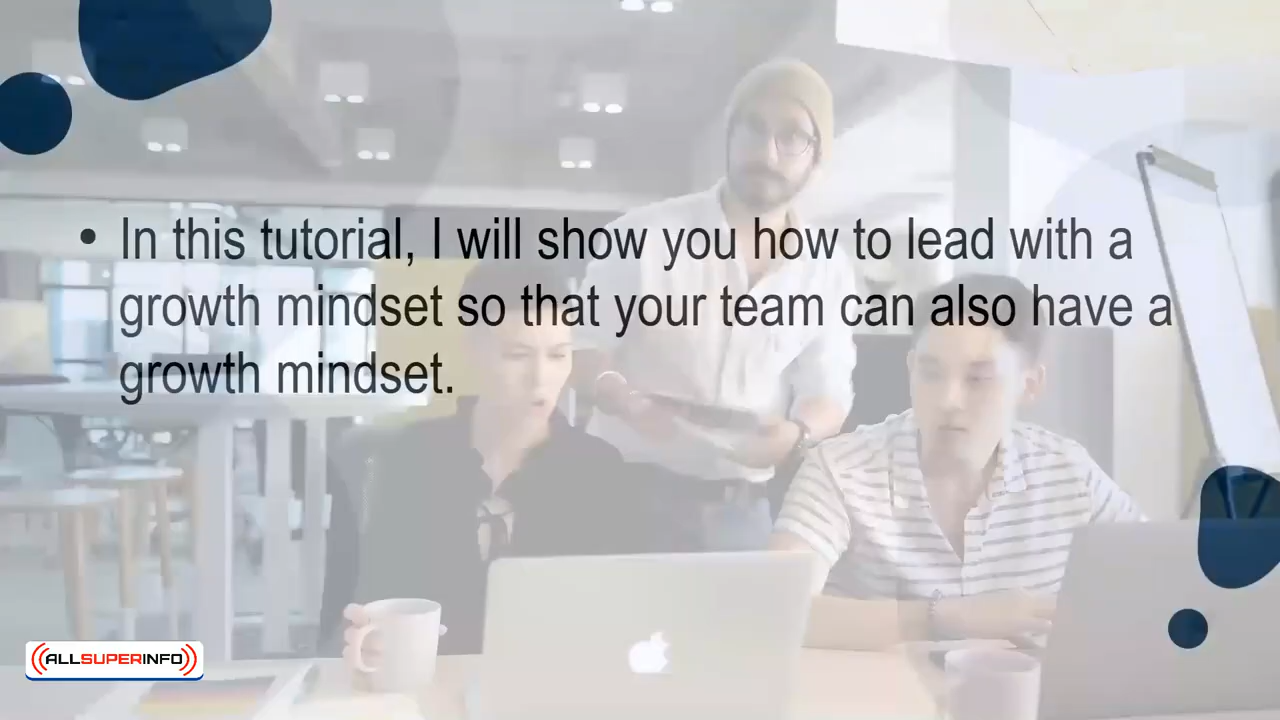 • In this tutorial, I will show you how to lead with a
growth mindset so that your team can also have a
growth mindset.
ALLSUPERINFO